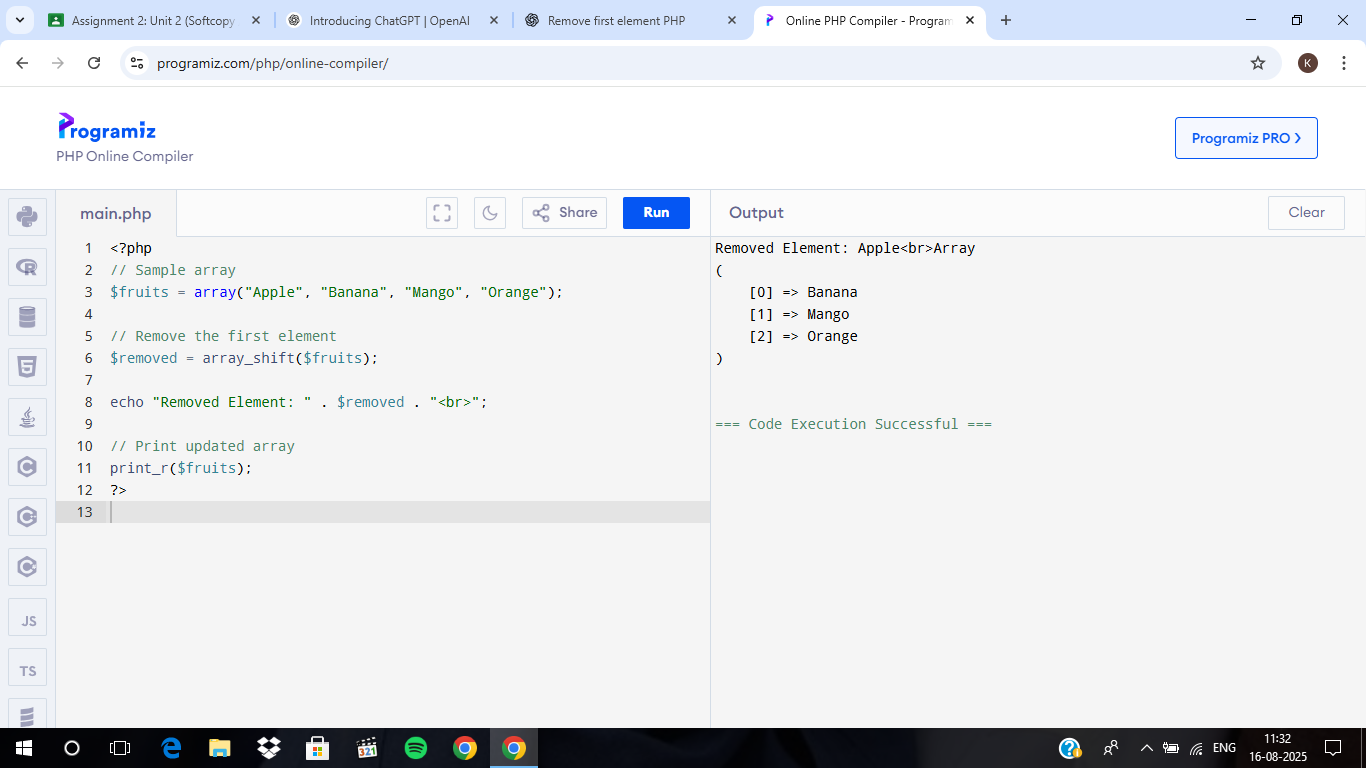 Assignment 2: Unit 2 (Softcopy
Introducing ChatGPT | OpenAI
Remove first element PHP
Online PHP Compiler - Program
programiz.com/php/online-compiler/
K
Programiz
PHP Online Compiler
Programiz PRO >
main.php
Share
Run
Output
Clear
1 <?php
2 // Sample array
3 $fruits = array("Apple", "Banana", "Mango", "Orange");
4
5 // Remove the first element
6 $removed = array_shift($fruits);
7
8 echo "Removed Element: " . $removed . "<br>";
9
10 // Print updated array
11 print_r($fruits);
12 ?>
13
Removed Element: Apple<br>Array
(
    [0] => Banana
    [1] => Mango
    [2] => Orange
)
=== Code Execution Successful ===
JS
TS
321
ENG
11:32
16-08-2025